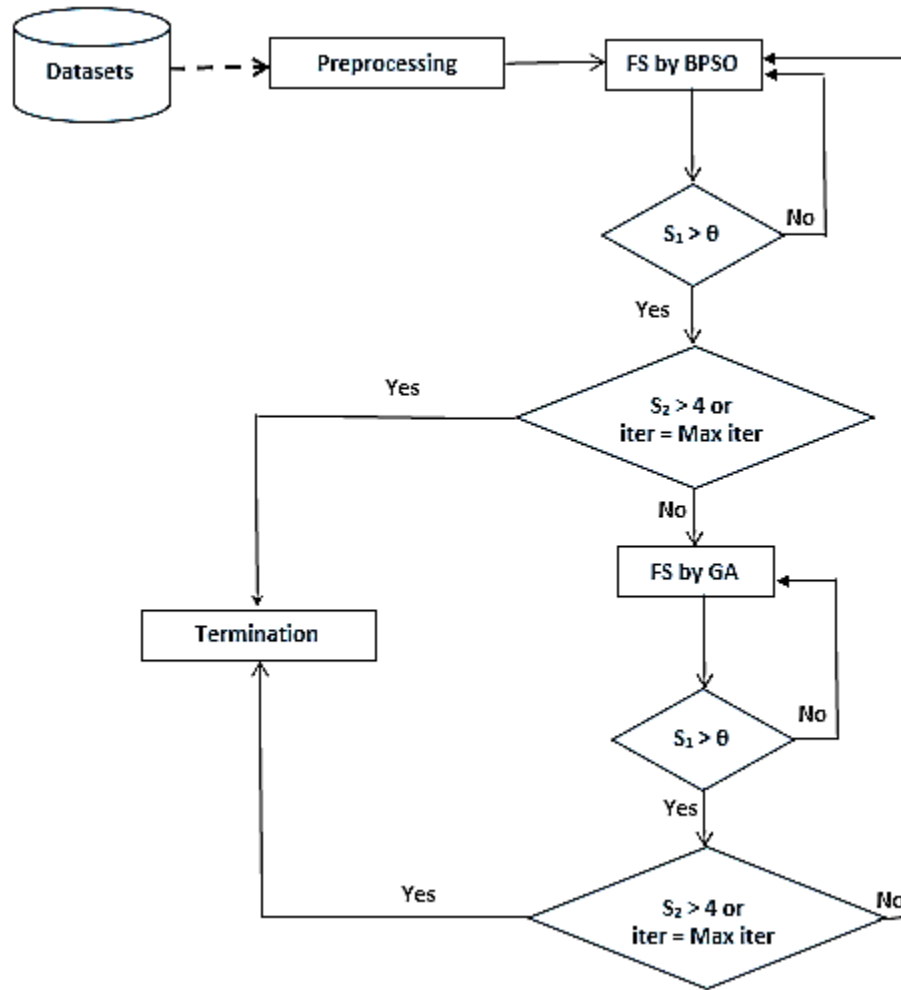 Datasets
Preprocessing
FS by BPSO
S₁ > θ
No
Yes
S₂ > 4 or
iter = Max iter
Yes
No
FS by GA
Termination
S₁ > θ
No
Yes
S₂ > 4 or
iter = Max iter
Yes
No